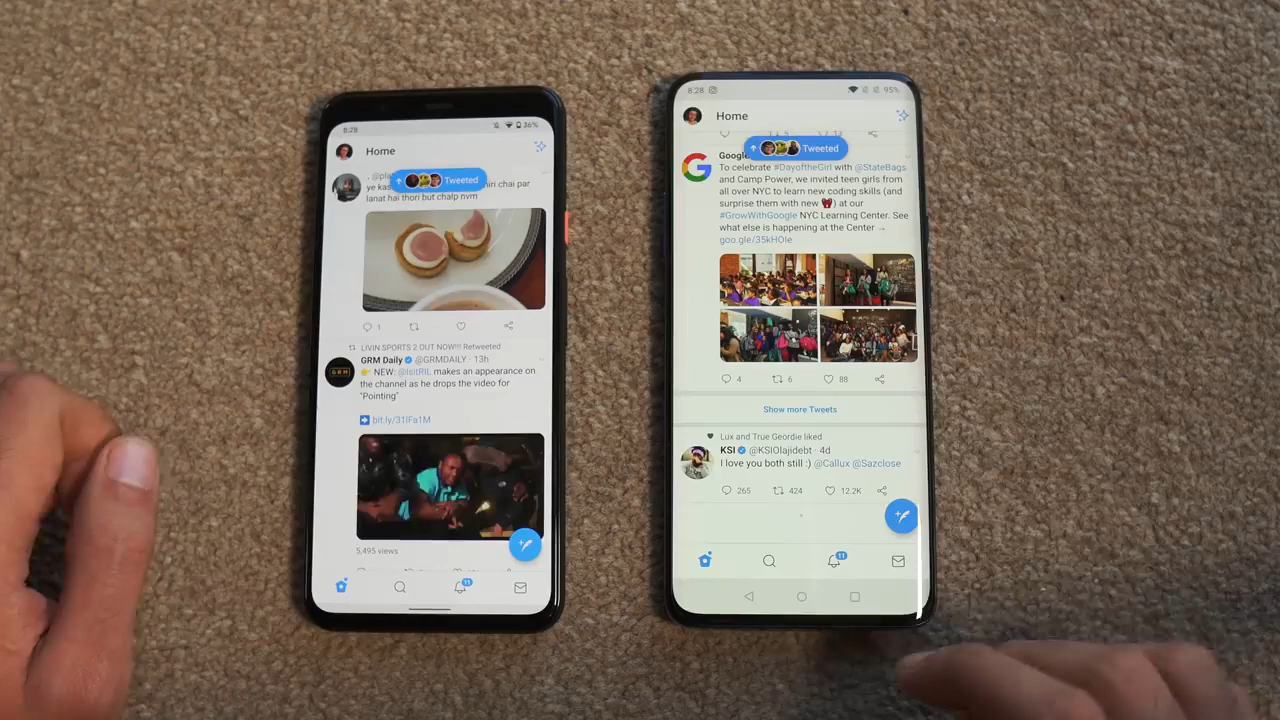 8:28
36%
Home
Tweeted
lanat hai thori but chalp nvm
1
LIVIN SPORTS 2 OUT NOW!!! Retweeted
GRM Daily @GRMDAILY · 13h
NEW: @IsitRIL makes an appearance on
the channel as he drops the video for
"Pointing"
bit.ly/31lFa1M
GRM
5,495 views
11
8:28
95%
Home
Tweeted
Google
To celebrate #DayoftheGirl with @StateBags
and Camp Power, we invited teen girls from
all over NYC to learn new coding skills (and
surprise them with new ) at our
#GrowWithGoogle NYC Learning Center. See
what else is happening at the Center →
goo.gle/35kHOIe
4 6 88
Show more Tweets
Lux and True Geordie liked
KSI @KSIOlajidebt · 4d
I love you both still :) @Callux @Sazclose
265 424 12.2K
11